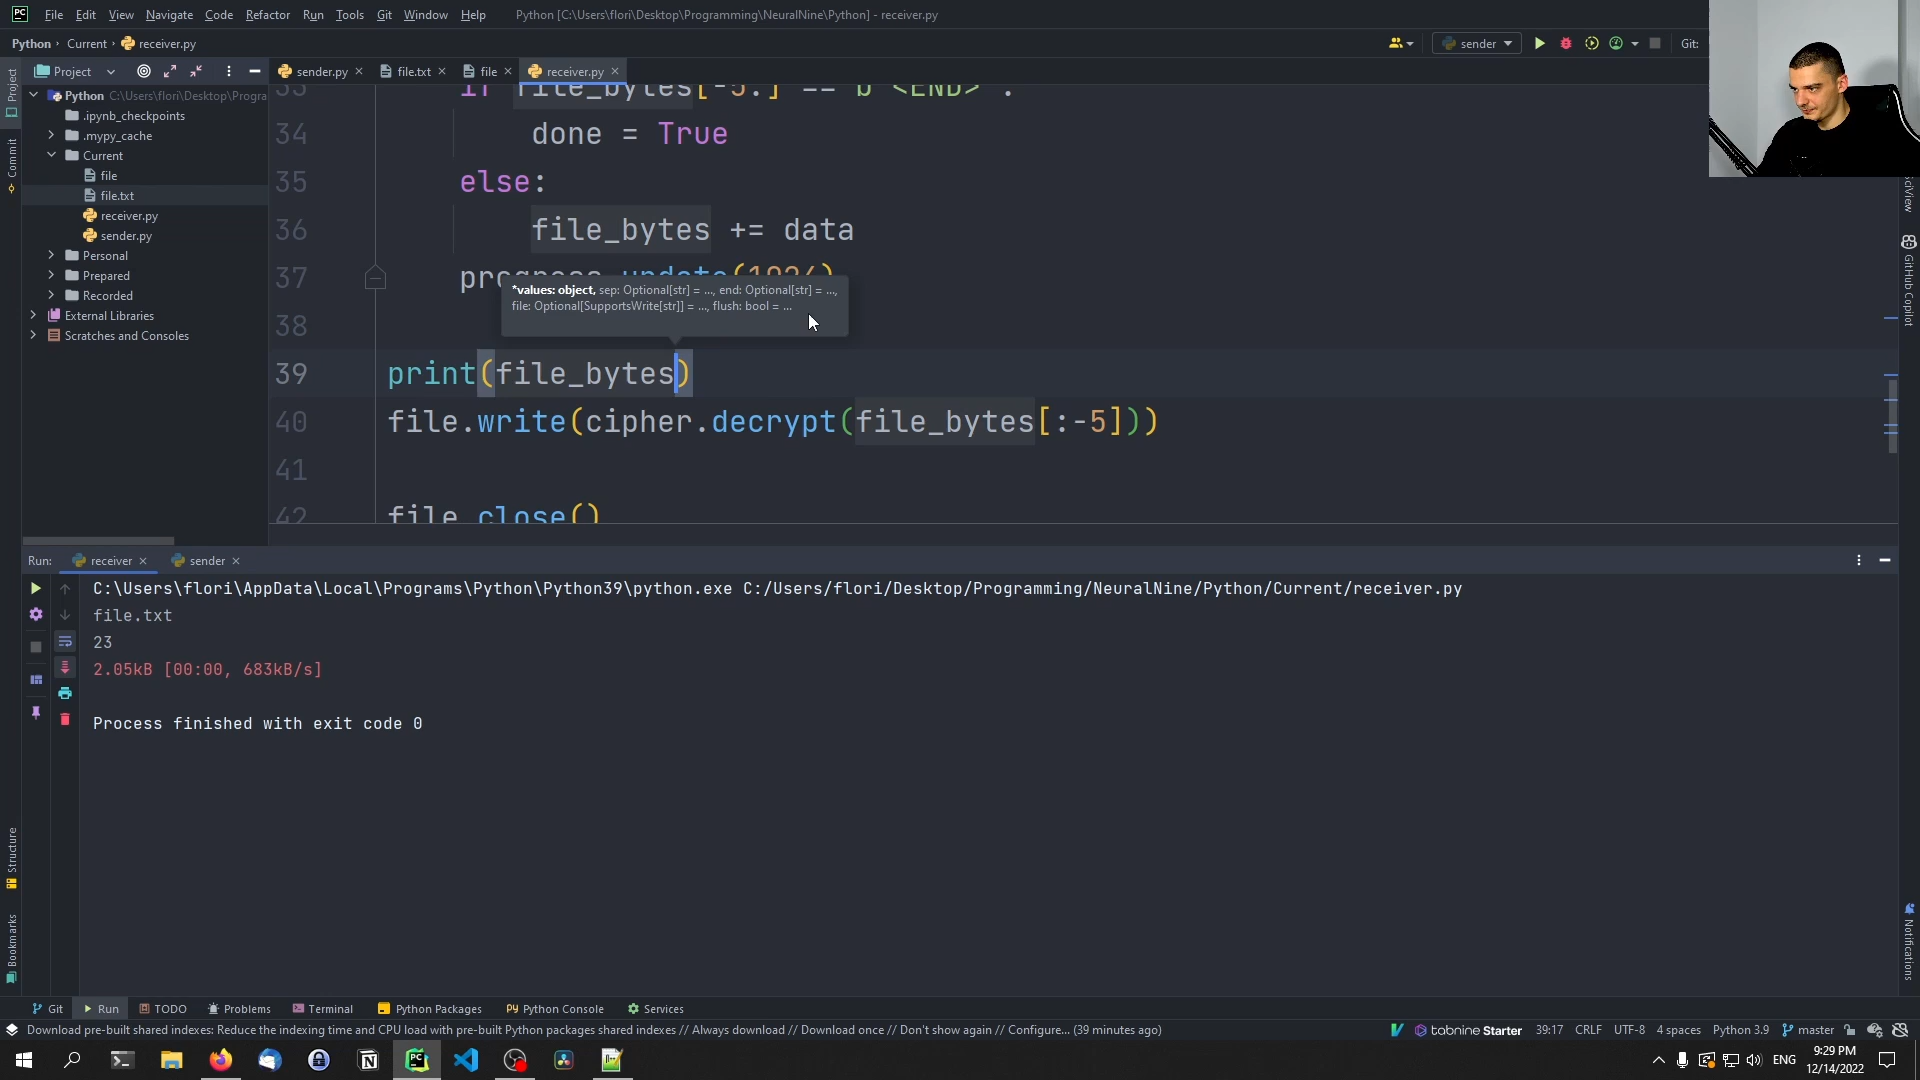 PC File Edit View Navigate Code Refactor Run Tools Git Window Help Python [C:\Users\flori\Desktop\Programming\NeuralNine\Python] - receiver.py
Python › Current › receiver.py
sender Git:
Project sender.py file.txt file receiver.py
Python C:\Users\flori\Desktop\Progra
.ipynb_checkpoints
.mypy_cache
Current
file
file.txt
receiver.py
sender.py
Personal
Prepared
Recorded
External Libraries
Scratches and Consoles
Project
Commit
Structure
Bookmarks
33 if file_bytes[-5:] == b"<END>":
34 done = True
35 else:
36 file_bytes += data
37 progress.update(1024)
*values: object, sep: Optional[str] = ..., end: Optional[str] = ...,
file: Optional[SupportsWrite[str]] = ..., flush: bool = ...
38
39 print(file_bytes)
40 file.write(cipher.decrypt(file_bytes[:-5]))
41
42 file.close()
SciView
GitHub Copilot
Notifications
Run: receiver sender
C:\Users\flori\AppData\Local\Programs\Python\Python39\python.exe C:/Users/flori/Desktop/Programming/NeuralNine/Python/Current/receiver.py
file.txt
23
2.05kB [00:00, 683kB/s]
Process finished with exit code 0
Git Run TODO Problems Terminal Python Packages Python Console Services
Download pre-built shared indexes: Reduce the indexing time and CPU load with pre-built Python packages shared indexes // Always download // Download once // Don't show again // Configure... (39 minutes ago) tabnine Starter 39:17 CRLF UTF-8 4 spaces Python 3.9 master
ENG 9:29 PM
12/14/2022